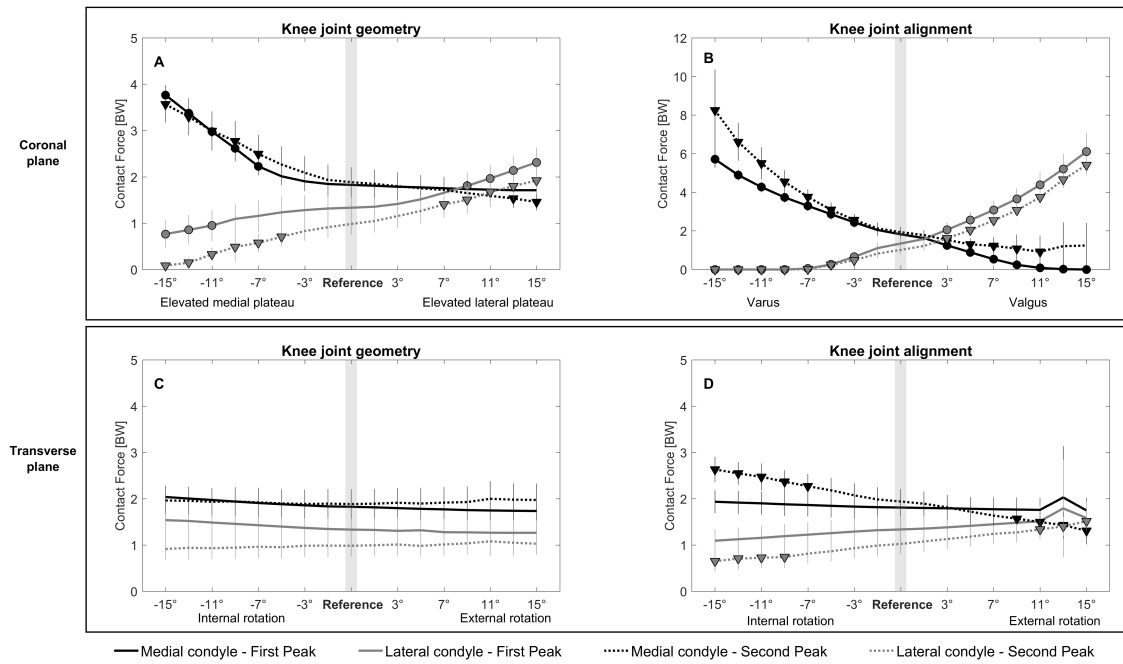 Coronal
plane
Knee joint geometry
A
Contact Force [BW]
5
4
3
2
1
0
-15° -11° -7° -3° Reference 3° 7° 11° 15°
Elevated medial plateau Elevated lateral plateau
Knee joint alignment
B
Contact Force [BW]
12
10
8
6
4
2
0
-15° -11° -7° -3° Reference 3° 7° 11° 15°
Varus Valgus
Transverse
plane
Knee joint geometry
C
Contact Force [BW]
5
4
3
2
1
0
-15° -11° -7° -3° Reference 3° 7° 11° 15°
Internal rotation External rotation
Knee joint alignment
D
Contact Force [BW]
5
4
3
2
1
0
-15° -11° -7° -3° Reference 3° 7° 11° 15°
Internal rotation External rotation
Medial condyle - First Peak Lateral condyle - First Peak Medial condyle - Second Peak Lateral condyle - Second Peak